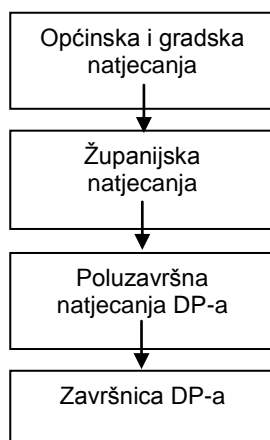 Općinska i gradska
natjecanja
Županijska
natjecanja
Poluzavršna
natjecanja DP-a
Završnica DP-a